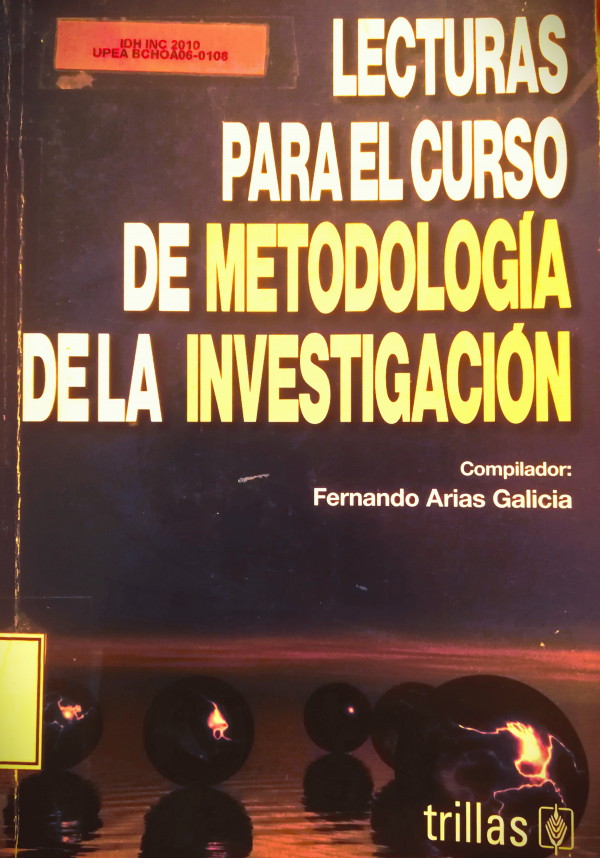 IDH INC 2010
UPEA BCHOA06-0108
LECTURAS
PARA EL CURSO
DE METODOLOGÍA
DE LA INVESTIGACIÓN
Compilador:
Fernando Arias Galicia
trillas